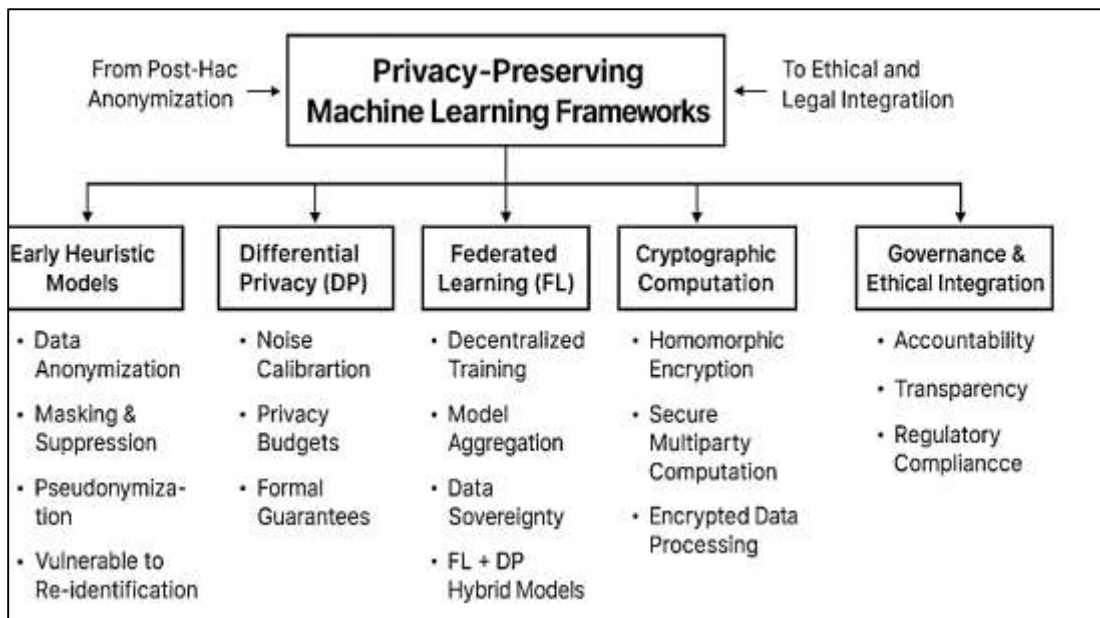 From Post-Hac
Anonymization
Privacy-Preserving
Machine Learning Frameworks
To Ethical and
Legal Integratiion
Early Heuristic
Models
• Data
Anonymization
• Masking &
Suppression
• Pseudonymiza-
tion
• Vulnerable to
Re-identification
Differential
Privacy (DP)
• Noise
Calibrartion
• Privacy
Budgets
• Formal
Guarantees
Federated
Learning (FL)
• Decentralized
Training
• Model
Aggregation
• Data
Sovereignty
• FL + DP
Hybrid Models
Cryptographic
Computation
• Homomorphic
Encryption
• Secure
Multiparty
Computation
• Encrypted Data
Processing
Governance &
Ethical Integration
• Accountability
• Transparency
• Regulatory
Compliancce